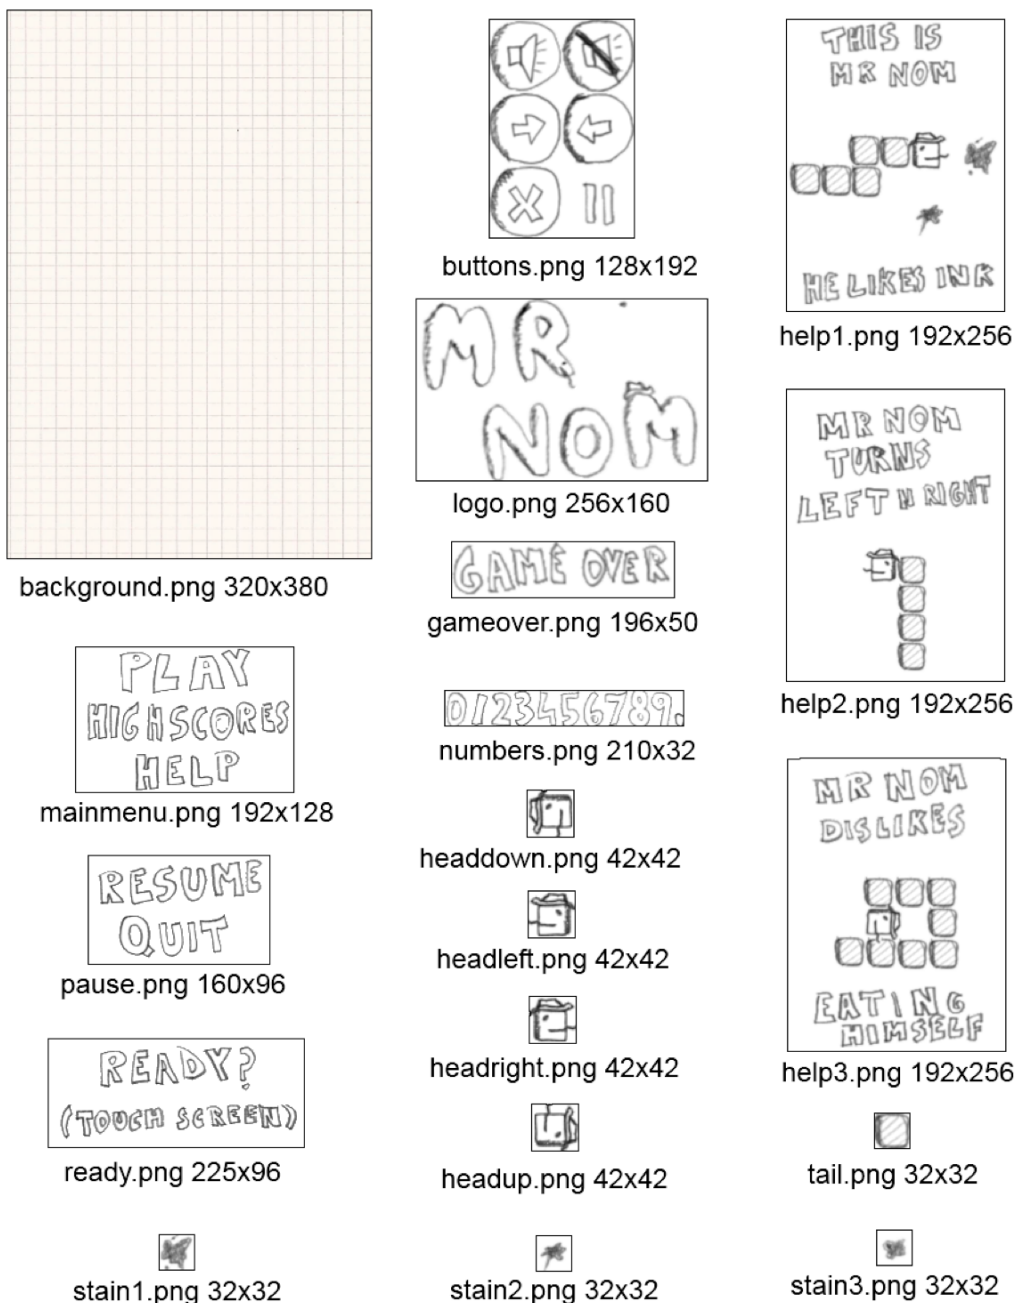 background.png 320x380
PLAY
HIGHSCORES
HELP
mainmenu.png 192x128
RESUME
QUIT
pause.png 160x96
READY?
(TOUCH SCREEN)
ready.png 225x96
stain1.png 32x32
buttons.png 128x192
MR
NOM
logo.png 256x160
GAME OVER
gameover.png 196x50
0123456789.
numbers.png 210x32
headdown.png 42x42
headleft.png 42x42
headright.png 42x42
headup.png 42x42
stain2.png 32x32
THIS IS
MR NOM
HE LIKES INK
help1.png 192x256
MR NOM
TURNS
LEFT N RIGHT
help2.png 192x256
MR NOM
DISLIKES
EATING
HIMSELF
help3.png 192x256
tail.png 32x32
stain3.png 32x32